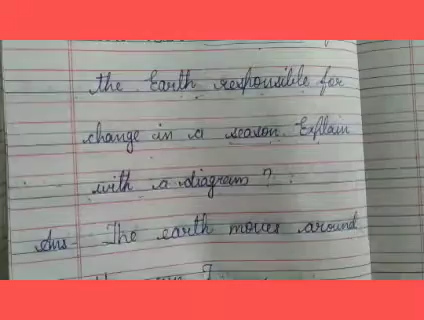 the Earth responsible for
change in a season. Explain
with a diagram ?
Ans - The earth moves around